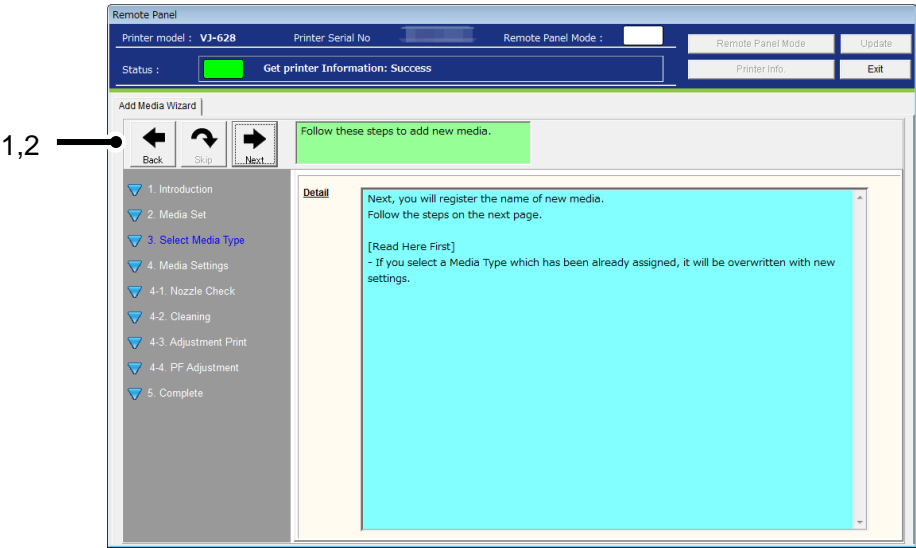 Remote Panel
Printer model : VJ-628 Printer Serial No Remote Panel Mode :
Remote Panel Mode Update
Status : Get printer Information: Success
Printer Info. Exit
Add Media Wizard
1,2
Back Skip Next
Follow these steps to add new media.
1. Introduction
2. Media Set
3. Select Media Type
4. Media Settings
4-1. Nozzle Check
4-2. Cleaning
4-3. Adjustment Print
4-4. PF Adjustment
5. Complete
Detail
Next, you will register the name of new media.
Follow the steps on the next page.
[Read Here First]
- If you select a Media Type which has been already assigned, it will be overwritten with new
settings.